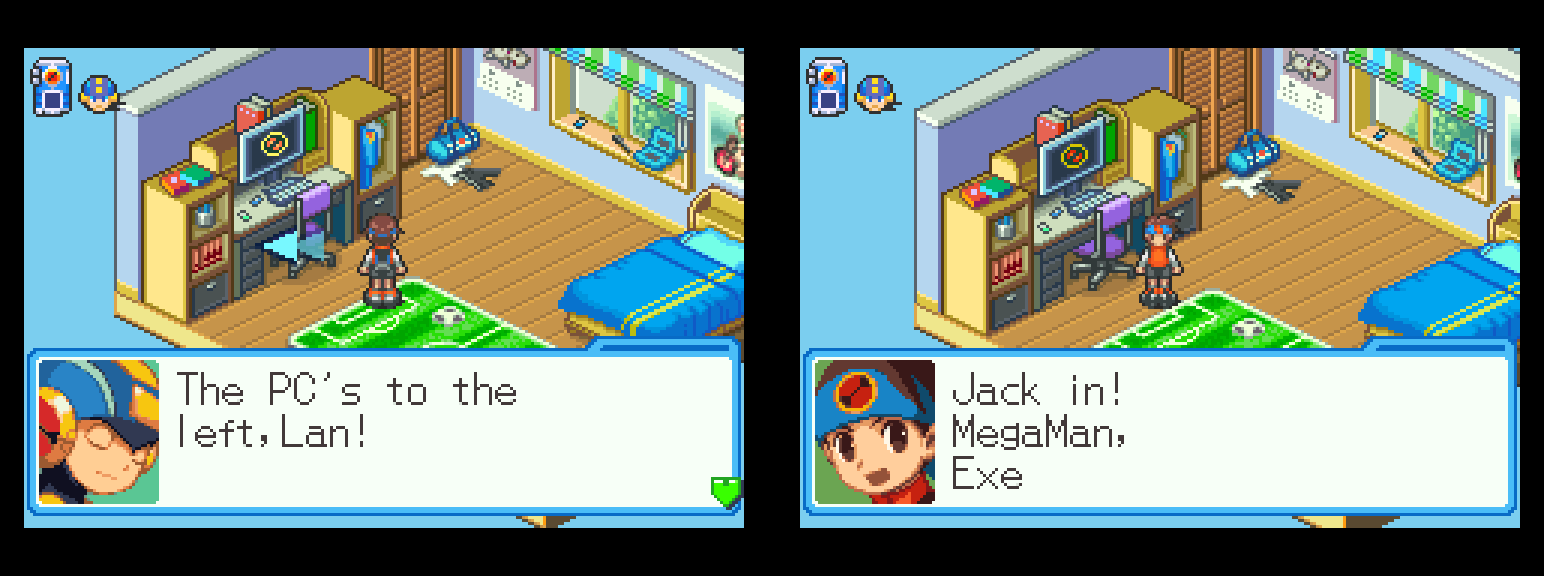 The PC's to the
left,Lan!
Jack in!
MegaMan,
Exe